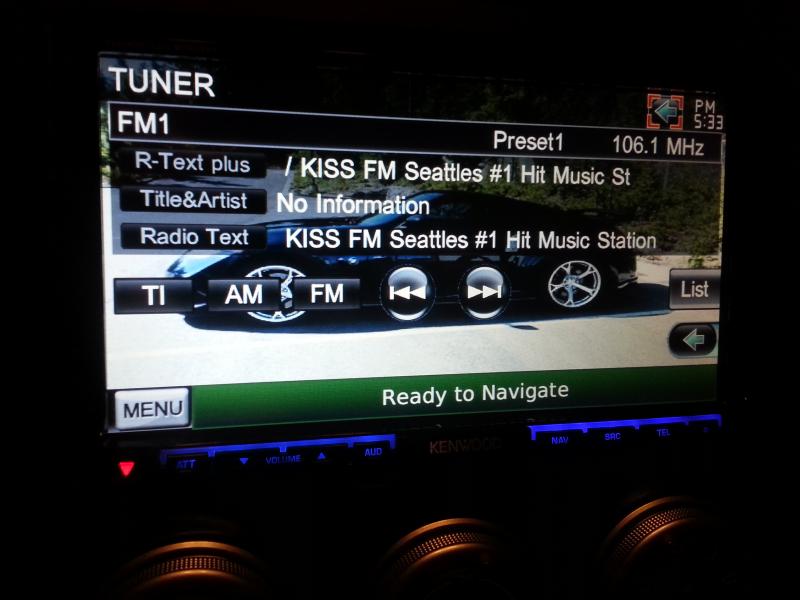 TUNER
PM
5:33
FM1
Preset1
106.1 MHz
R-Text plus
/ KISS FM Seattles #1 Hit Music St
Title&Artist
No Information
Radio Text
KISS FM Seattles #1 Hit Music Station
TI
AM
FM
List
MENU
Ready to Navigate
ATT
VOLUME
AUD
KENWOOD
NAV
SRC
TEL